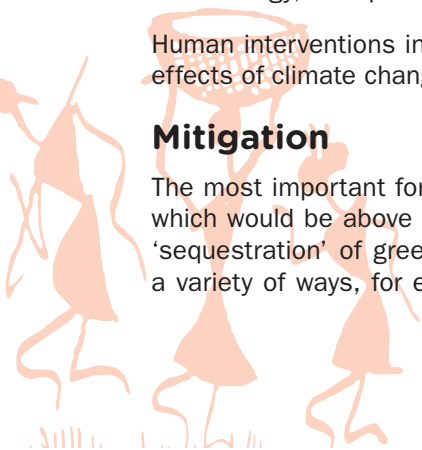 Human interventions in
effects of climate chang
Mitigation
The most important for
which would be above
‘sequestration’ of gree
a variety of ways, for e